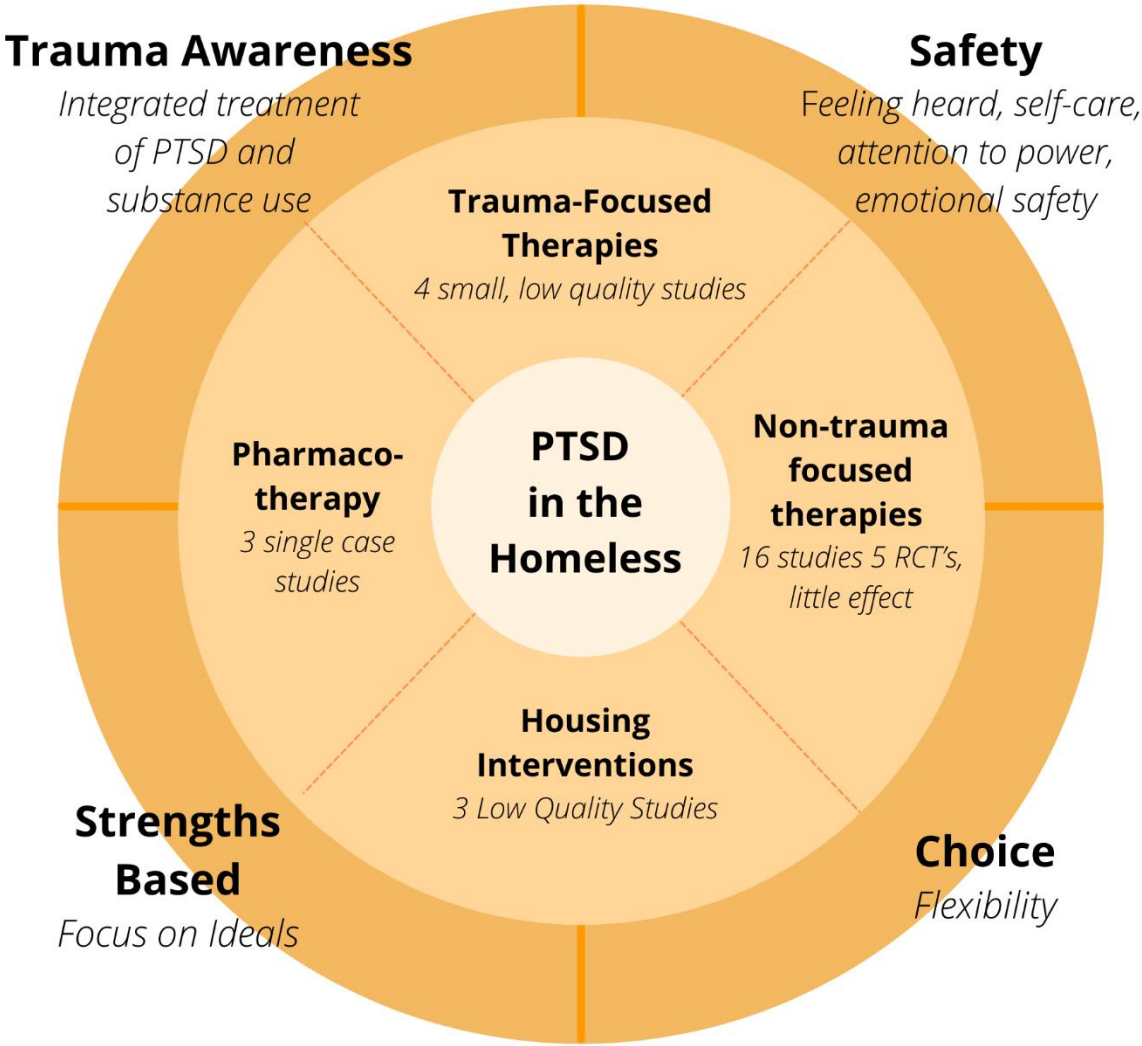 Trauma Awareness
Integrated treatment
of PTSD and
substance use
Safety
Feeling heard, self-care,
attention to power,
emotional safety
Trauma-Focused
Therapies
4 small, low quality studies
Pharmaco-
therapy
3 single case
studies
PTSD
in the
Homeless
Non-trauma
focused
therapies
16 studies 5 RCT's,
little effect
Housing
Interventions
3 Low Quality Studies
Strengths
Based
Focus on Ideals
Choice
Flexibility